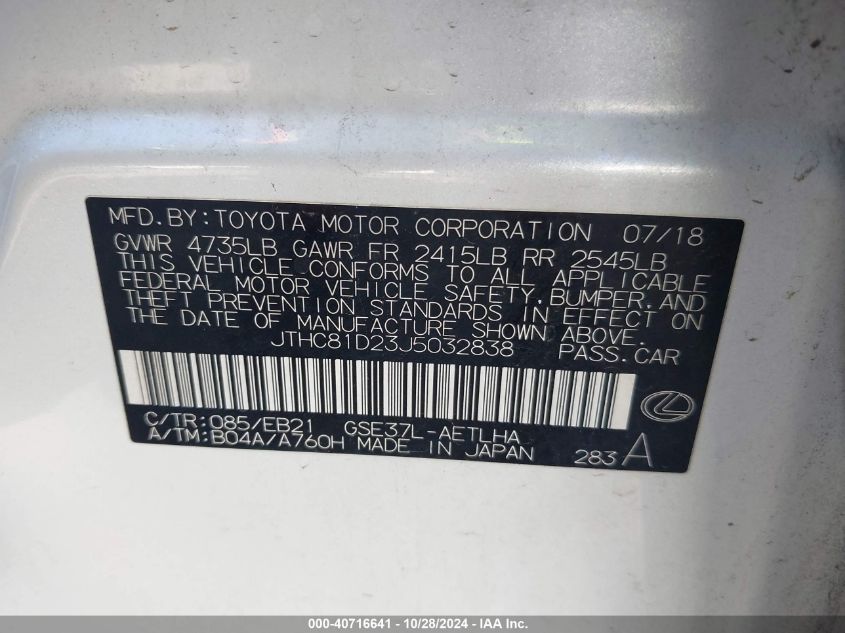 MFD.BY:TOYOTA MOTOR CORPORATION 07/18
GVWR 4735LB GAWR FR 2415LB RR 2545LB
THIS VEHICLE CONFORMS TO ALL APPLICABLE
FEDERAL MOTOR VEHICLE SAFETY,BUMPER,AND
THEFT PREVENTION STANDARDS IN EFFECT ON
THE DATE OF MANUFACTURE SHOWN ABOVE.
JTHC81D23J5032838 PASS.CAR
C/TR:085/EB21 GSE37L-AETLHA
A/TM:B04A/A760H MADE IN JAPAN 283 A
000-40716641 - 10/28/2024 - IAA Inc.